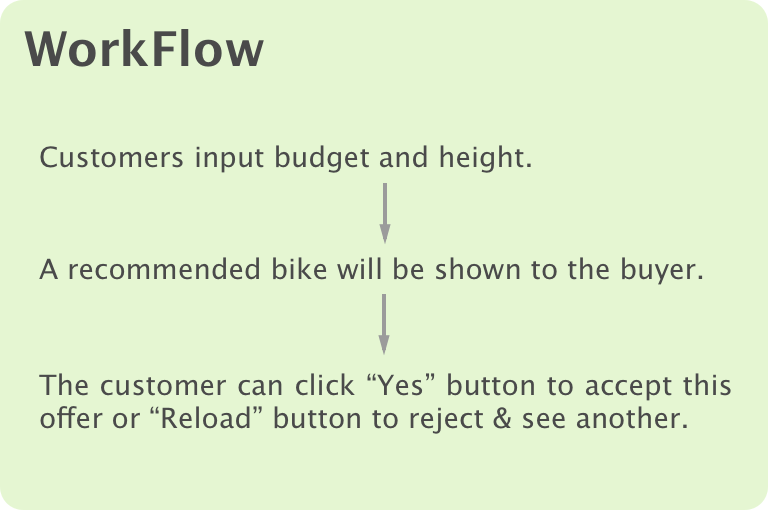 WorkFlow
Customers input budget and height.
A recommended bike will be shown to the buyer.
The customer can click “Yes” button to accept this
offer or “Reload” button to reject & see another.